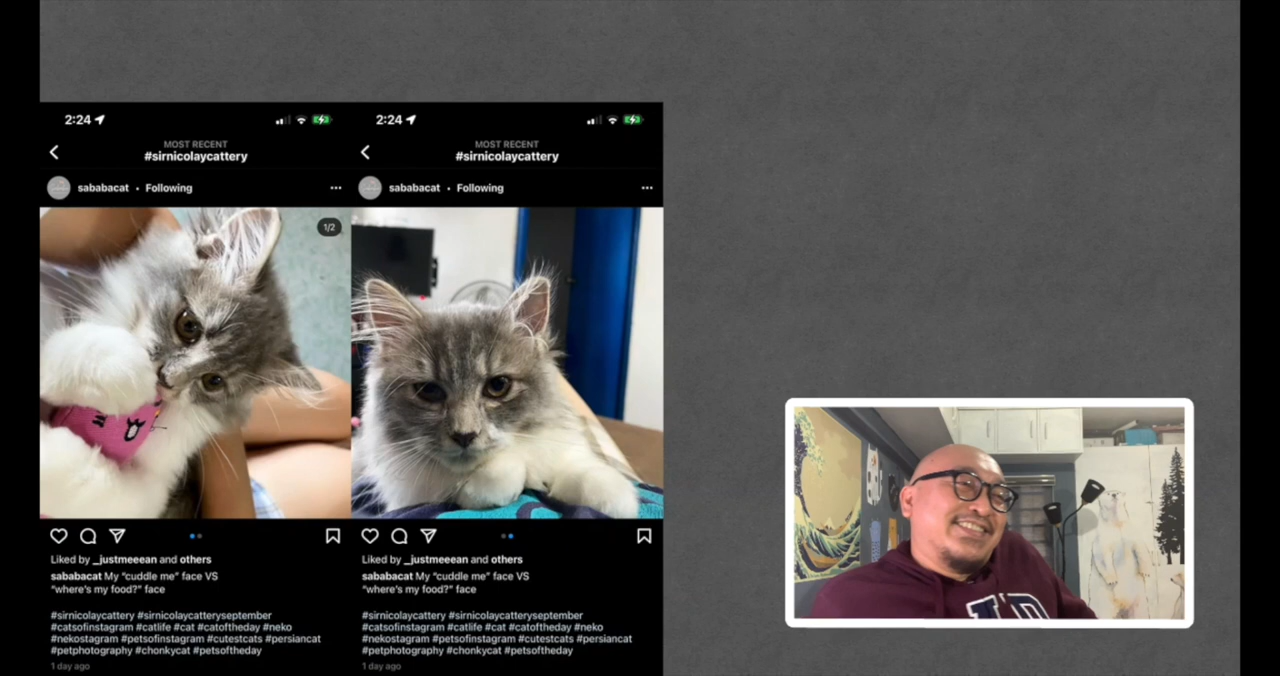 2:24
MOST RECENT
#sirnicolaycattery
sababacat • Following
1/2
Liked by _justmeeean and others
sababacat My “cuddle me” face VS
“where’s my food?” face
#sirnicolaycattery #sirnicolaycatteryseptember
#catsofinstagram #catlife #cat #catoftheday #neko
#nekostagram #petsofinstagram #cutestcats #persiancat
#petphotography #chonkycat #petsoftheday
1 day ago
2:24
MOST RECENT
#sirnicolaycattery
sababacat • Following
Liked by _justmeeean and others
sababacat My “cuddle me” face VS
“where’s my food?” face
#sirnicolaycattery #sirnicolaycatteryseptember
#catsofinstagram #catlife #cat #catoftheday #neko
#nekostagram #petsofinstagram #cutestcats #persiancat
#petphotography #chonkycat #petsoftheday
1 day ago